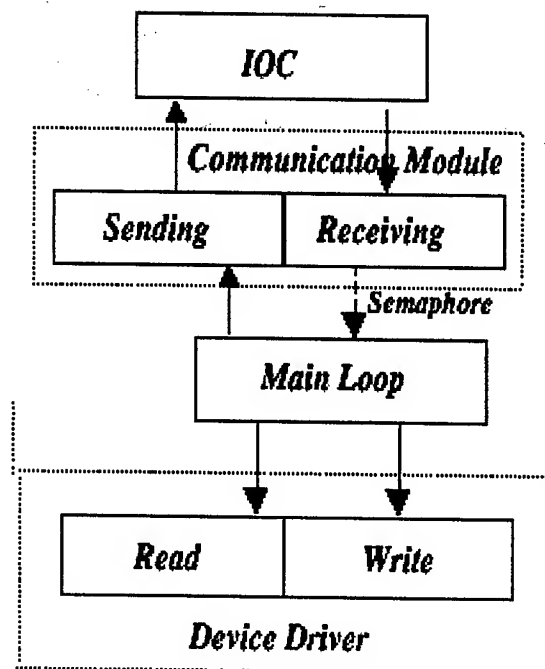 IOC
Communication Module
Sending
Receiving
Semaphore
Main Loop
Read
Write
Device Driver